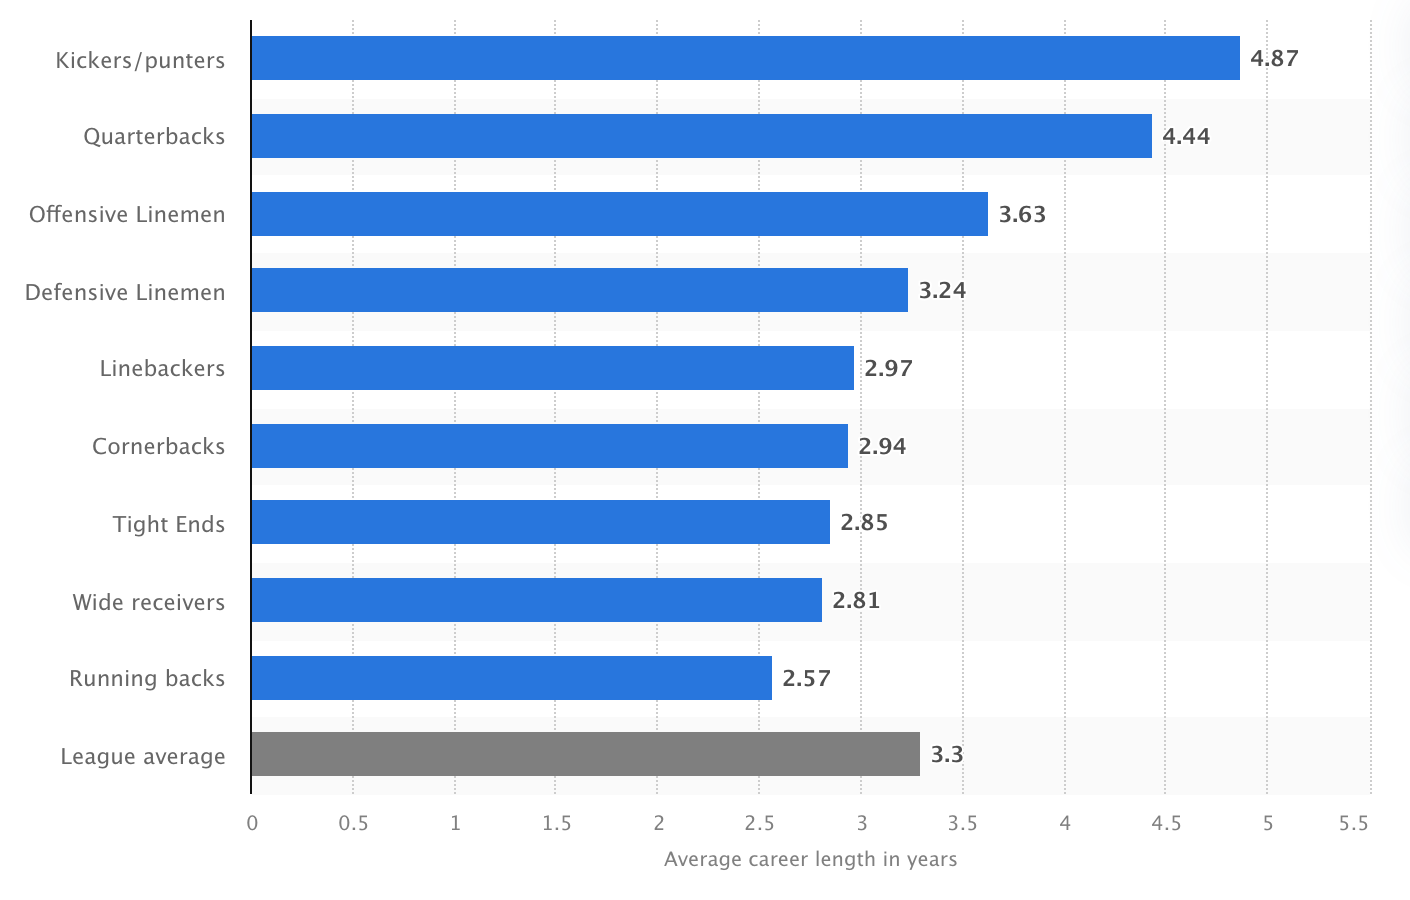 Kickers/punters 4.87
Quarterbacks 4.44
Offensive Linemen 3.63
Defensive Linemen 3.24
Linebackers 2.97
Cornerbacks 2.94
Tight Ends 2.85
Wide receivers 2.81
Running backs 2.57
League average 3.3
0 0.5 1 1.5 2 2.5 3 3.5 4 4.5 5 5.5
Average career length in years